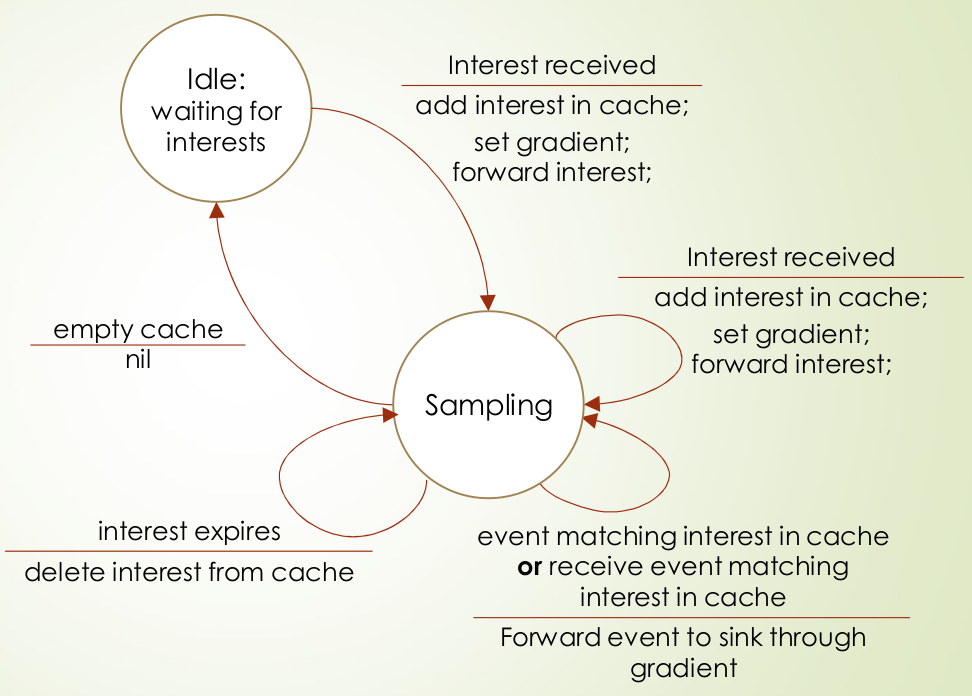 Idle:
waiting for
interests
Interest received
add interest in cache;
set gradient;
forward interest;
Interest received
add interest in cache;
set gradient;
forward interest;
empty cache
nil
Sampling
interest expires
delete interest from cache
event matching interest in cache
or receive event matching
interest in cache
Forward event to sink through
gradient